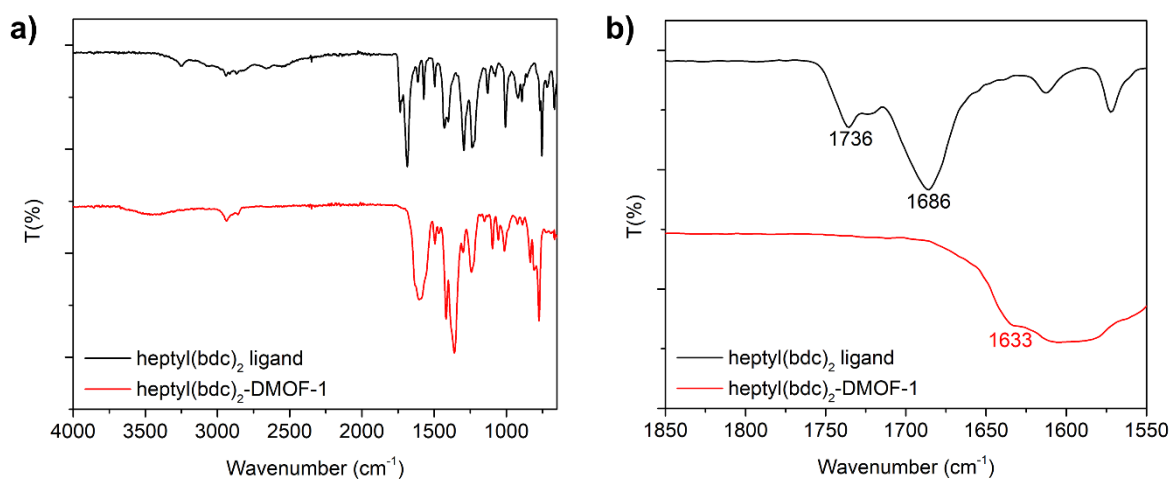 a)
T(%)
heptyl(bdc)₂ ligand
heptyl(bdc)₂-DMOF-1
4000 3500 3000 2500 2000 1500 1000
Wavenumber (cm⁻¹)
b)
T(%)
1736
1686
1633
heptyl(bdc)₂ ligand
heptyl(bdc)₂-DMOF-1
1850 1800 1750 1700 1650 1600 1550
Wavenumber (cm⁻¹)